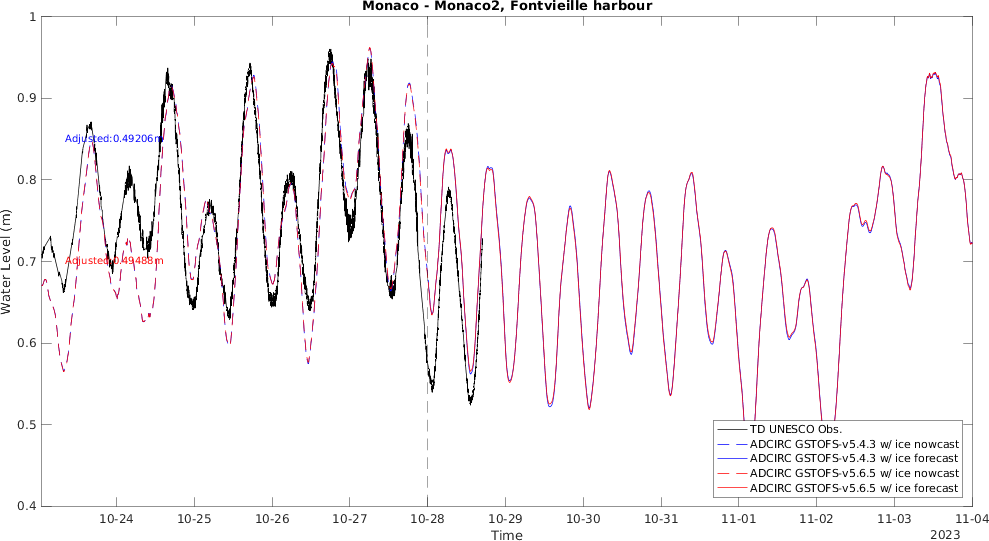 Monaco - Monaco2, Fontvieille harbour
Water Level (m)
1
0.9
0.8
0.7
0.6
0.5
0.4
Adjusted:0.49206m
Adjusted:0.49488m
TD UNESCO Obs.
ADCIRC GSTOFS-v5.4.3 w/ ice nowcast
ADCIRC GSTOFS-v5.4.3 w/ ice forecast
ADCIRC GSTOFS-v5.6.5 w/ ice nowcast
ADCIRC GSTOFS-v5.6.5 w/ ice forecast
10-24 10-25 10-26 10-27 10-28 10-29 10-30 10-31 11-01 11-02 11-03 11-04
Time
2023